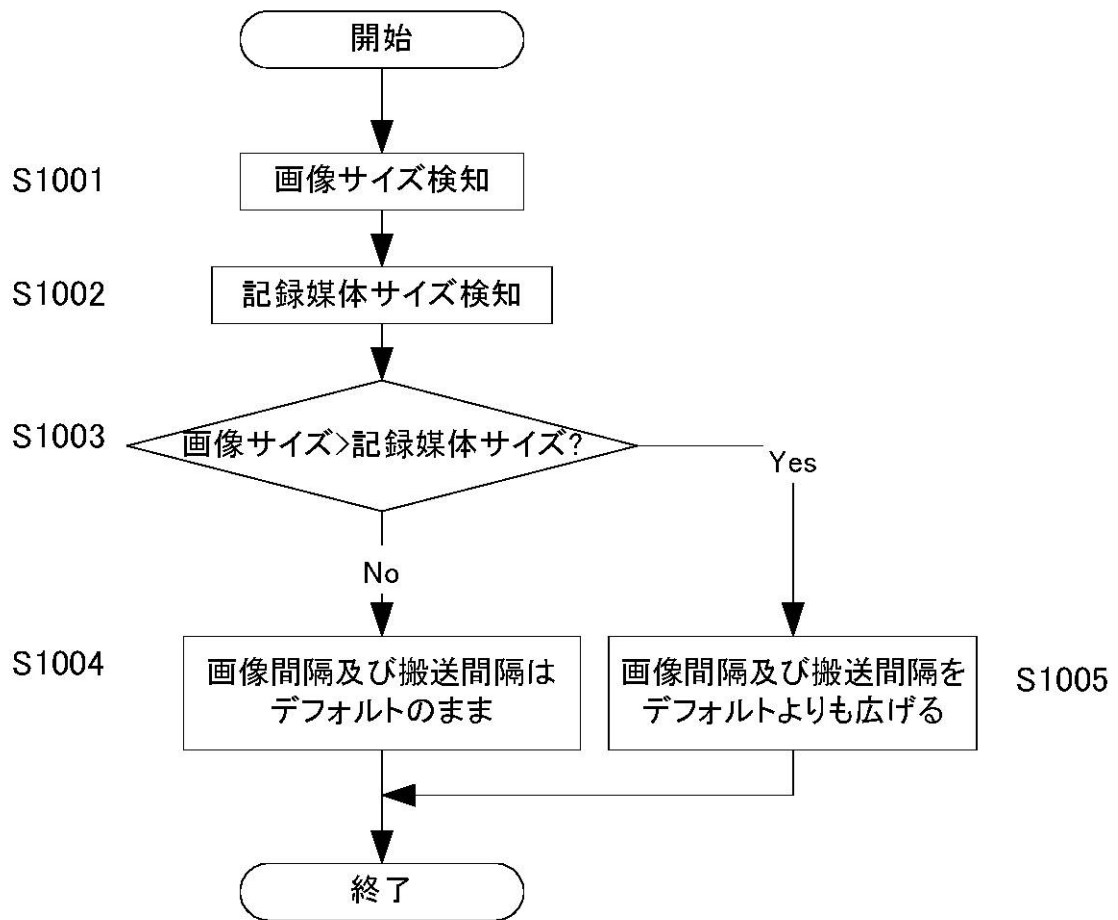 開始
S1001
画像サイズ検知
S1002
記録媒体サイズ検知
S1003
画像サイズ>記録媒体サイズ?
Yes
No
S1004
画像間隔及び搬送間隔は
デフォルトのまま
画像間隔及び搬送間隔を
デフォルトよりも広げる
S1005
終了